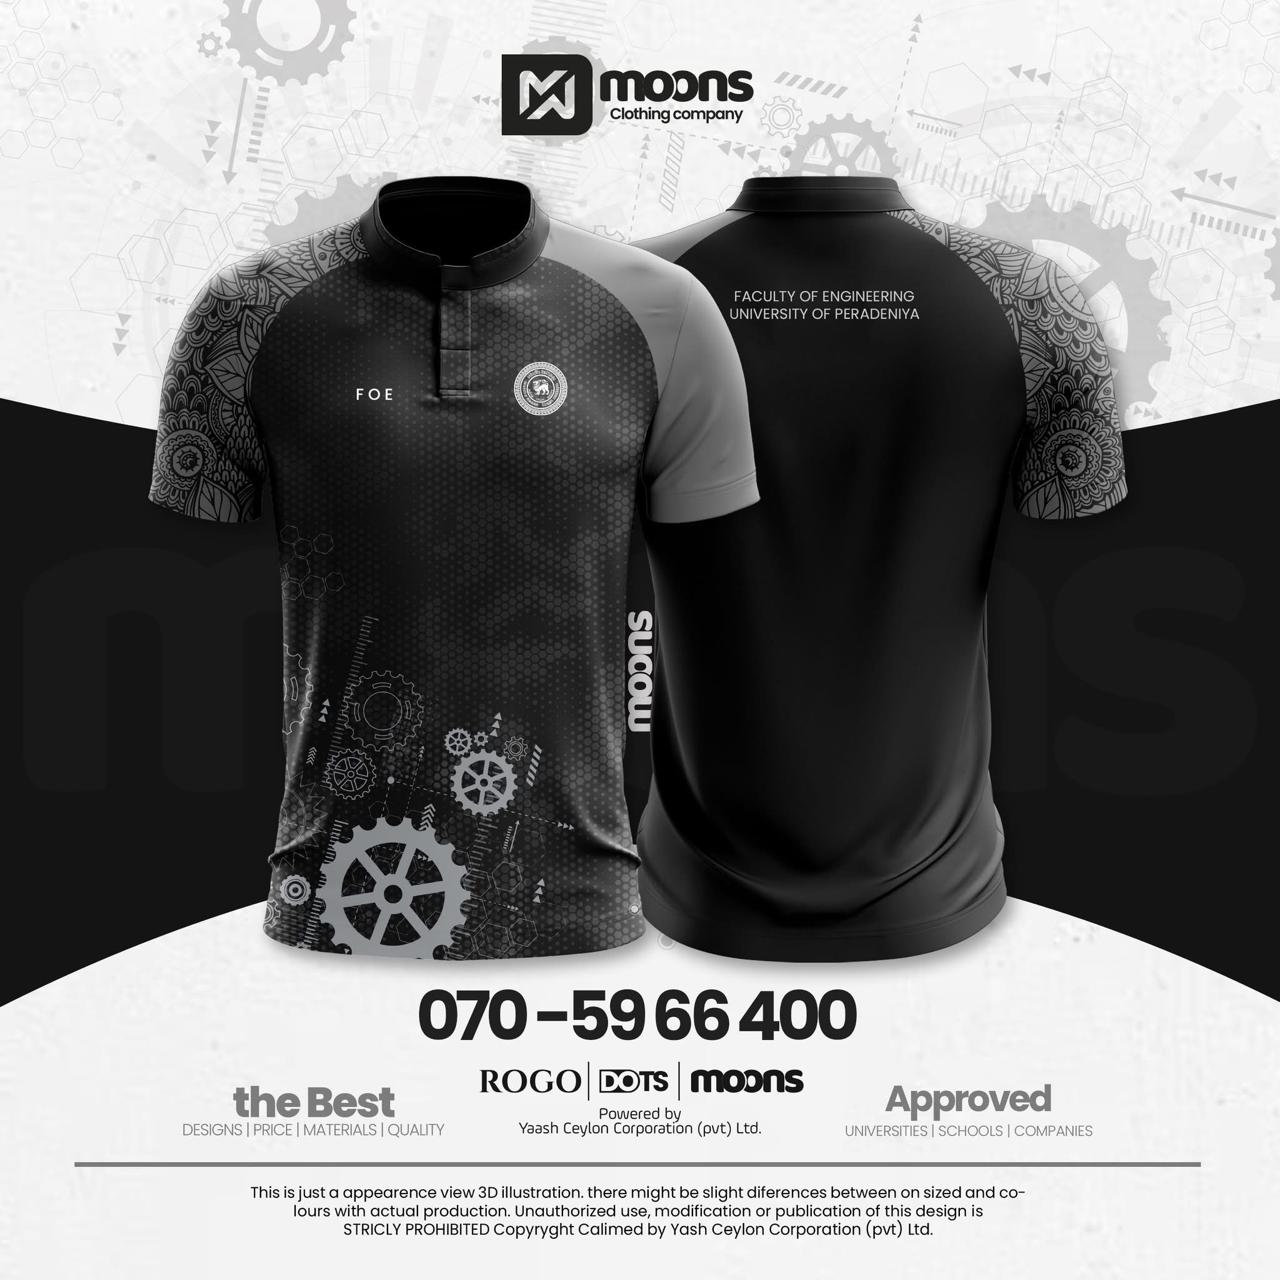 moons
Clothing company
FOE
FACULTY OF ENGINEERING
UNIVERSITY OF PERADENIYA
moons
moons
070 - 59 66 400
the Best
DESIGNS | PRICE | MATERIALS | QUALITY
ROGO | DOTS | moons
Powered by
Yaash Ceylon Corporation (pvt) Ltd.
Approved
UNIVERSITIES | SCHOOLS | COMPANIES
This is just a appearence view 3D illustration. there might be slight diferences between on sized and co-
lours with actual production. Unauthorized use, modification or publication of this design is
STRICLY PROHIBITED Copyryght Calimed by Yash Ceylon Corporation (pvt) Ltd.